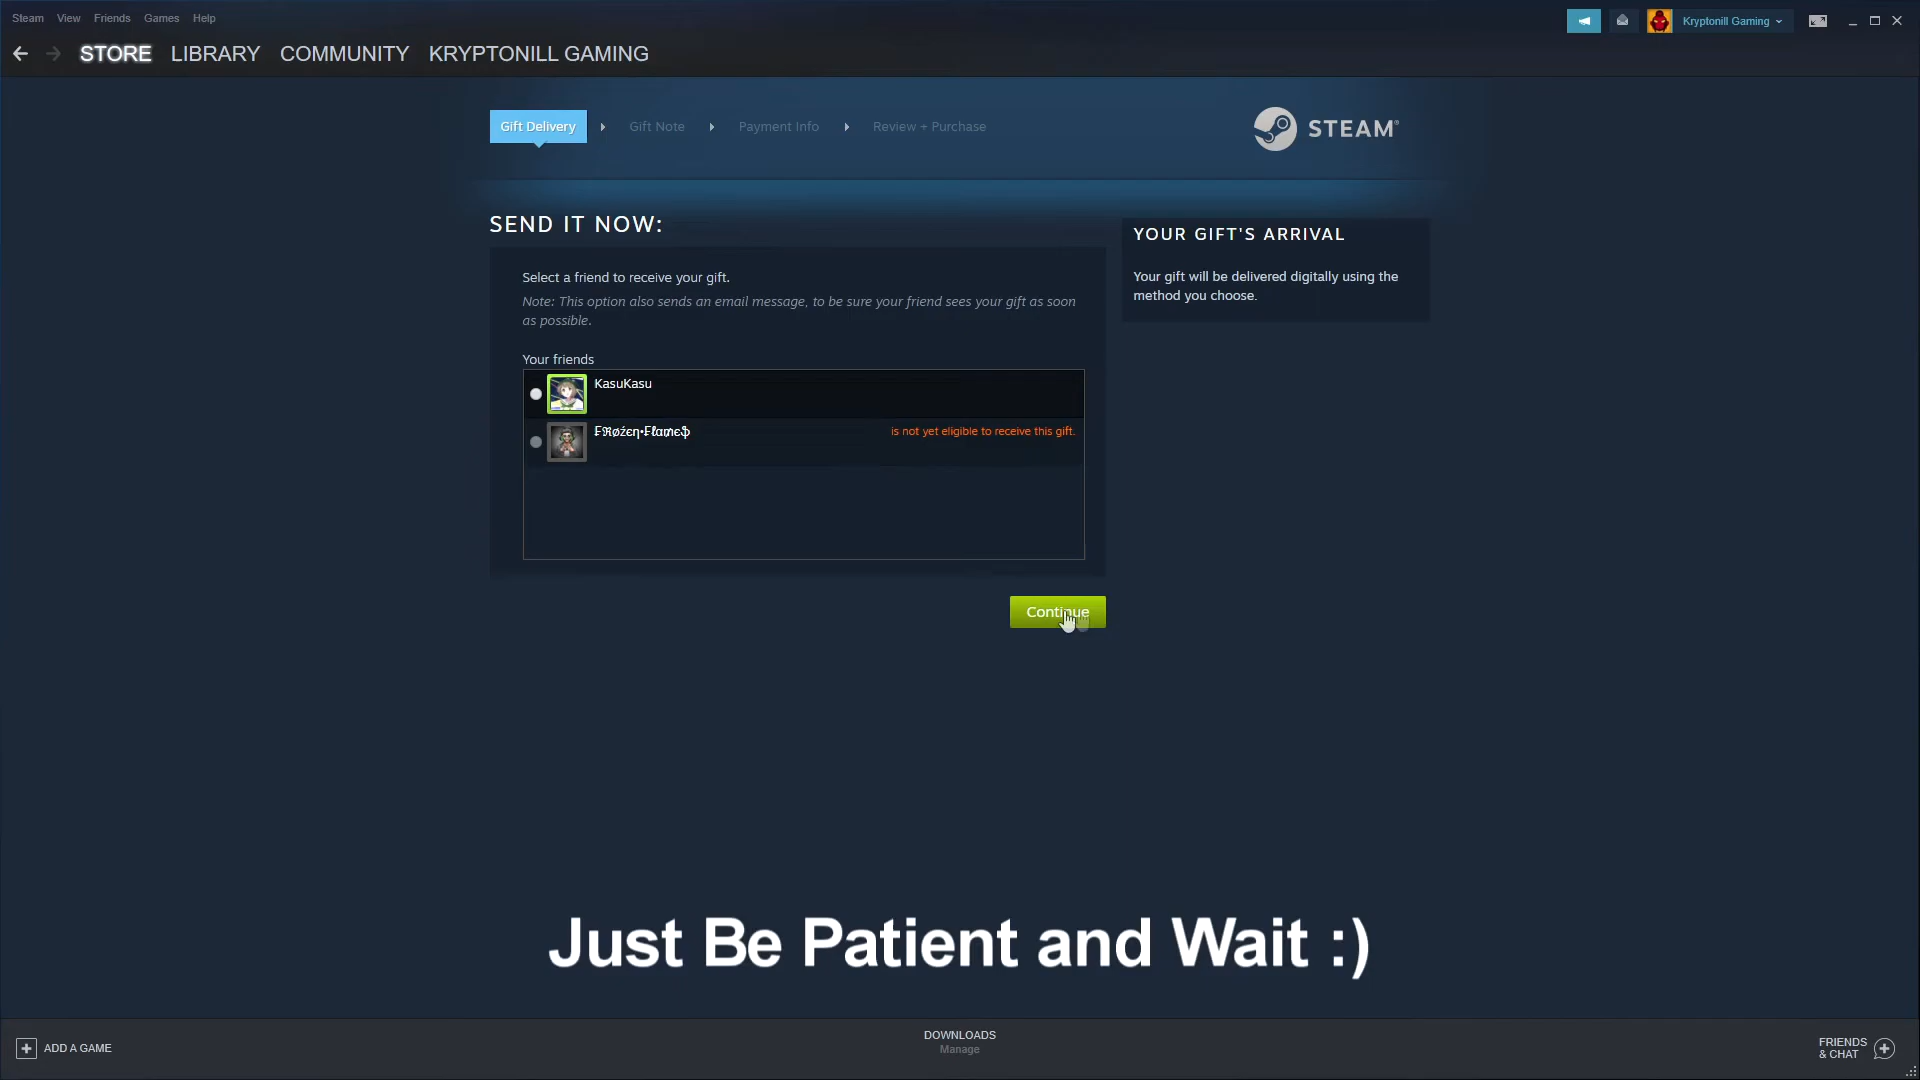 Steam View Friends Games Help
Kryptonill Gaming
STORE LIBRARY COMMUNITY KRYPTONILL GAMING
Gift Delivery Gift Note Payment Info Review + Purchase
STEAM®
SEND IT NOW:
Select a friend to receive your gift.
Note: This option also sends an email message, to be sure your friend sees your gift as soon
as possible.
Your friends
KasuKasu
is not yet eligible to receive this gift.
Continue
YOUR GIFT'S ARRIVAL
Your gift will be delivered digitally using the
method you choose.
Just Be Patient and Wait :)
ADD A GAME
DOWNLOADS
Manage
FRIENDS
& CHAT